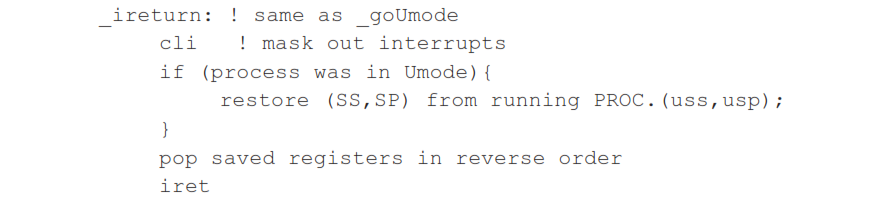 _ireturn: ! same as _goUmode
cli ! mask out interrupts
if (process was in Umode){
restore (SS,SP) from running PROC.(uss,usp);
}
pop saved registers in reverse order
iret